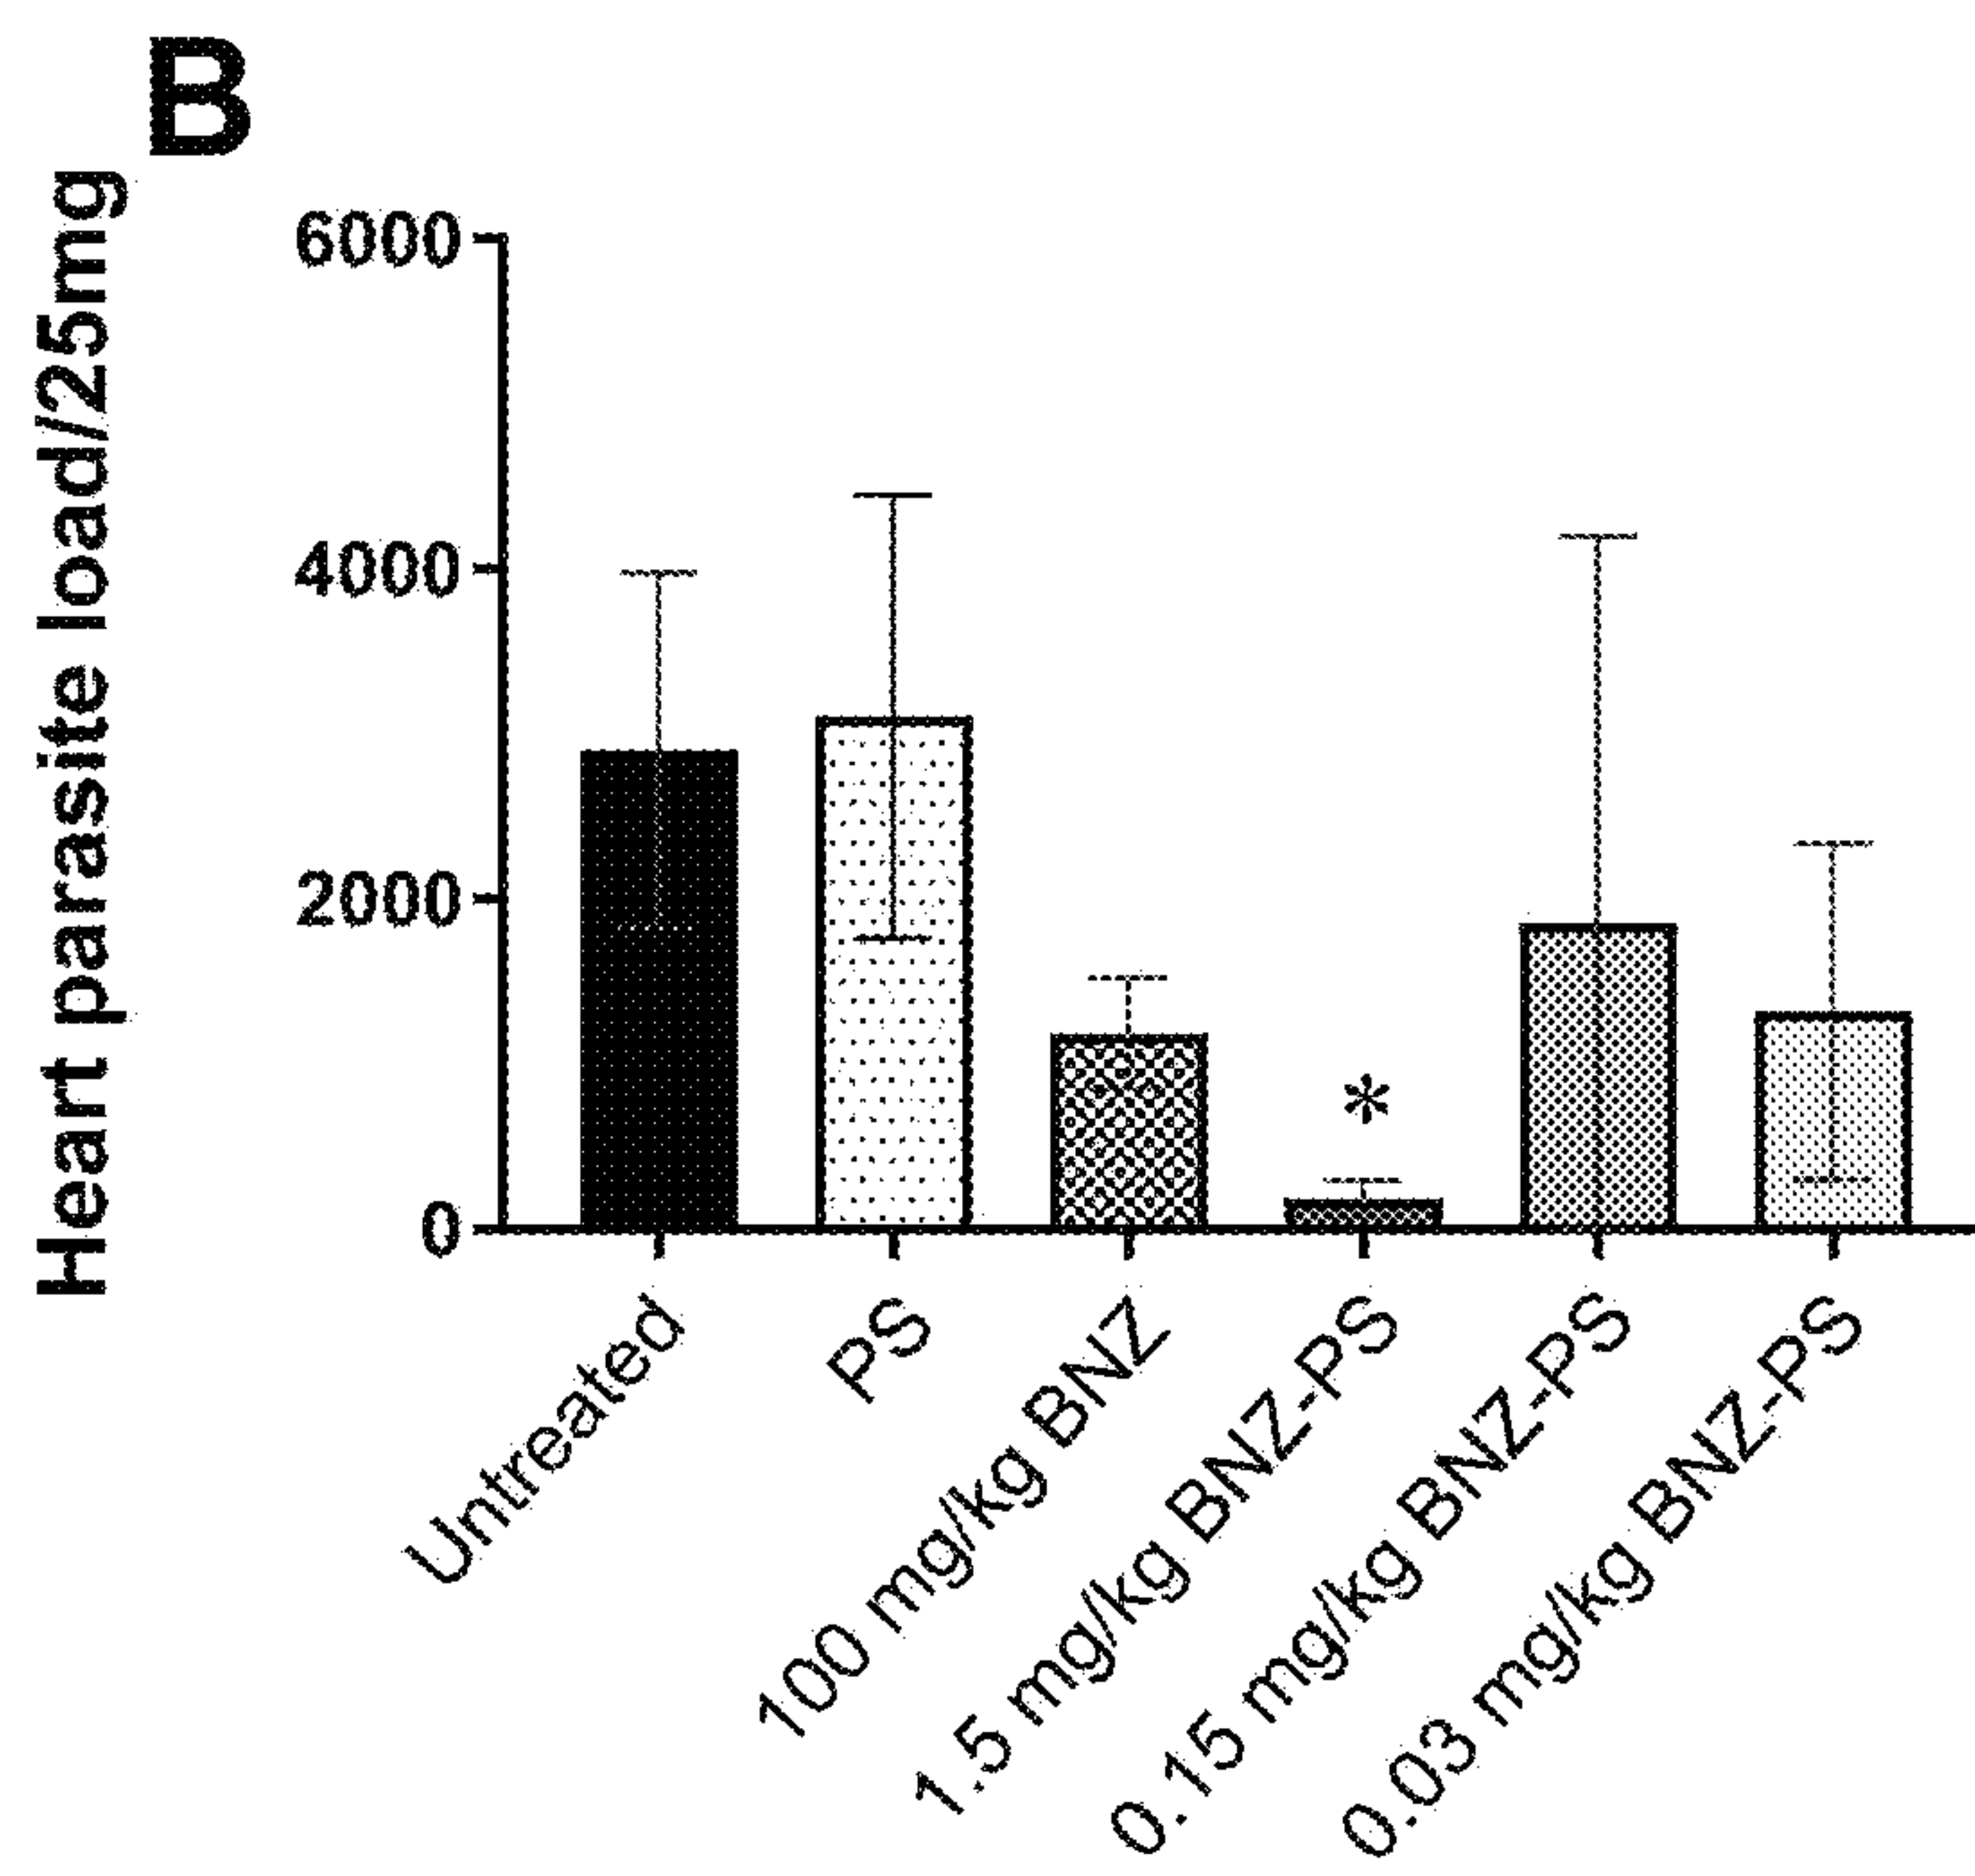 B
Heart parasite load/25mg
6000
4000
2000
0
*
Untreated
PS
100 mg/kg BNZ
1.5 mg/kg BNZ-PS
0.15 mg/kg BNZ-PS
0.03 mg/kg BNZ-PS